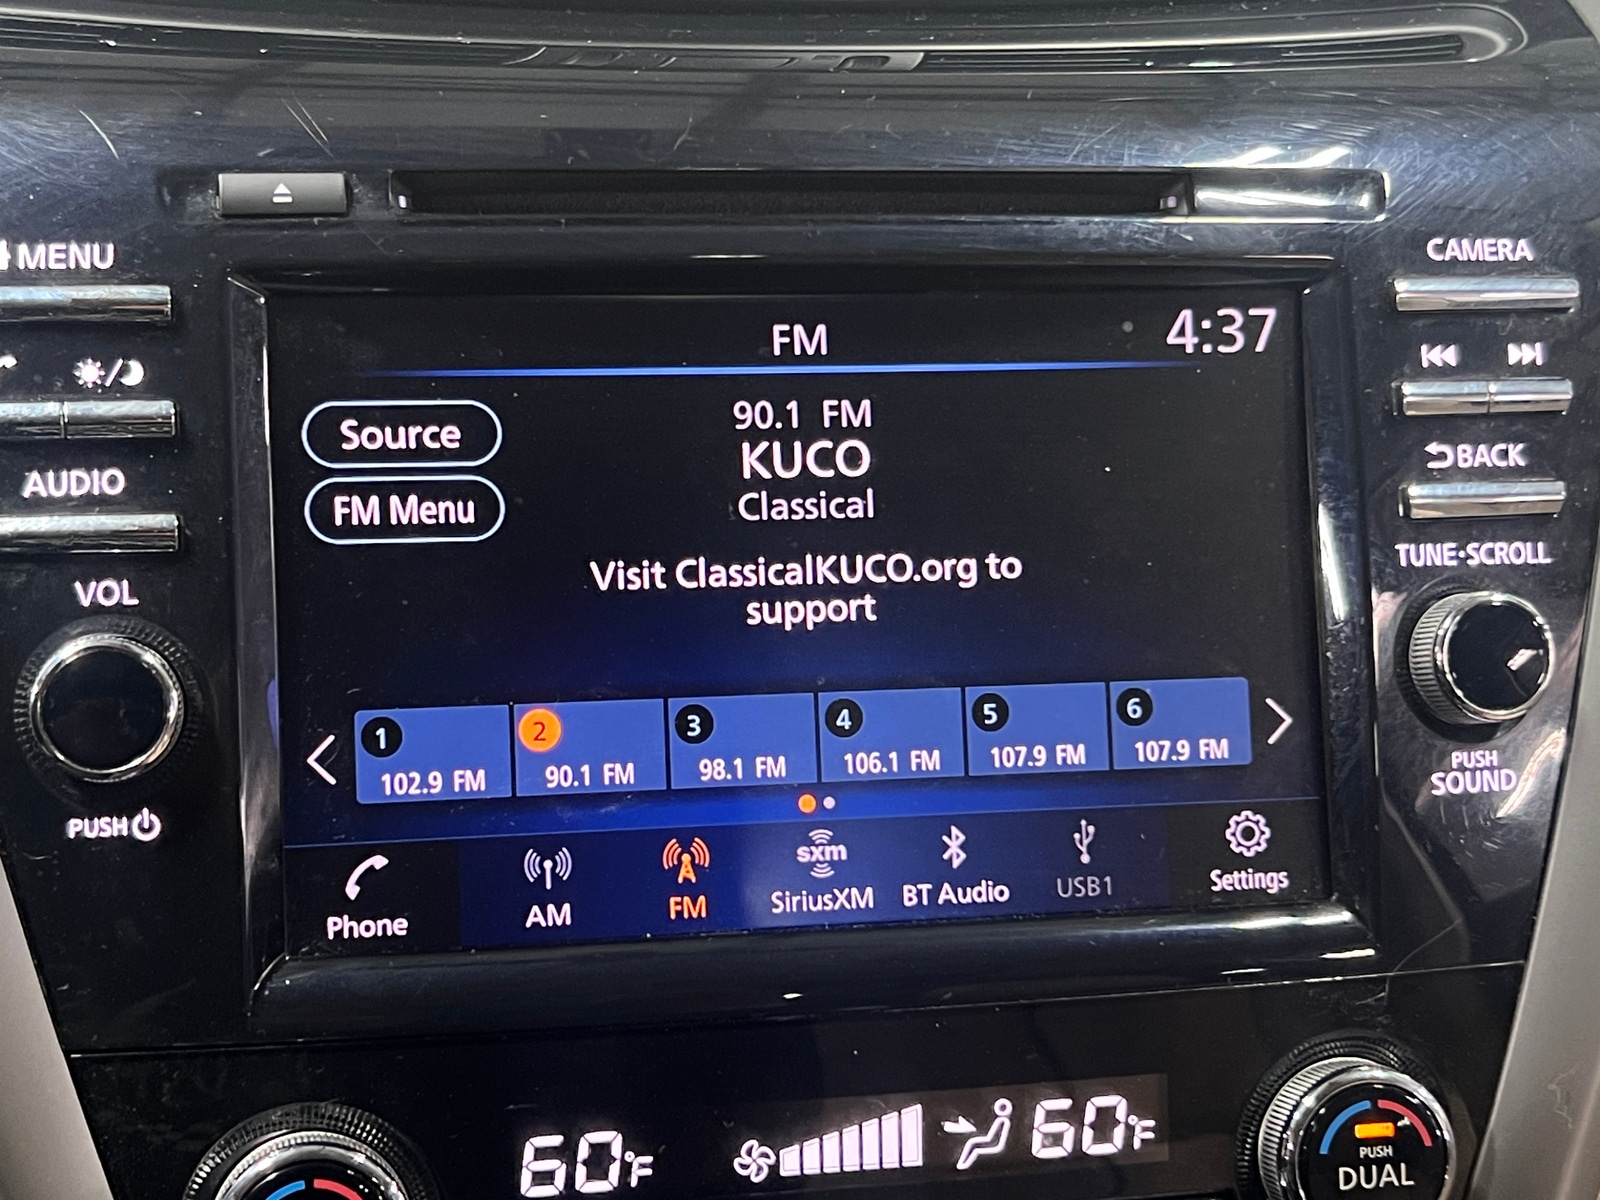 MENU
CAMERA
FM
4:37
Source
90.1 FM
KUCO
FM Menu
Classical
BACK
AUDIO
Visit ClassicalKUCO.org to
support
TUNE·SCROLL
VOL
1
2
3
4
5
6
102.9 FM
90.1 FM
98.1 FM
106.1 FM
107.9 FM
107.9 FM
PUSH
SOUND
PUSH
sxm
Phone
AM
FM
SiriusXM
BT Audio
USB1
Settings
60°F
60°F
PUSH
DUAL